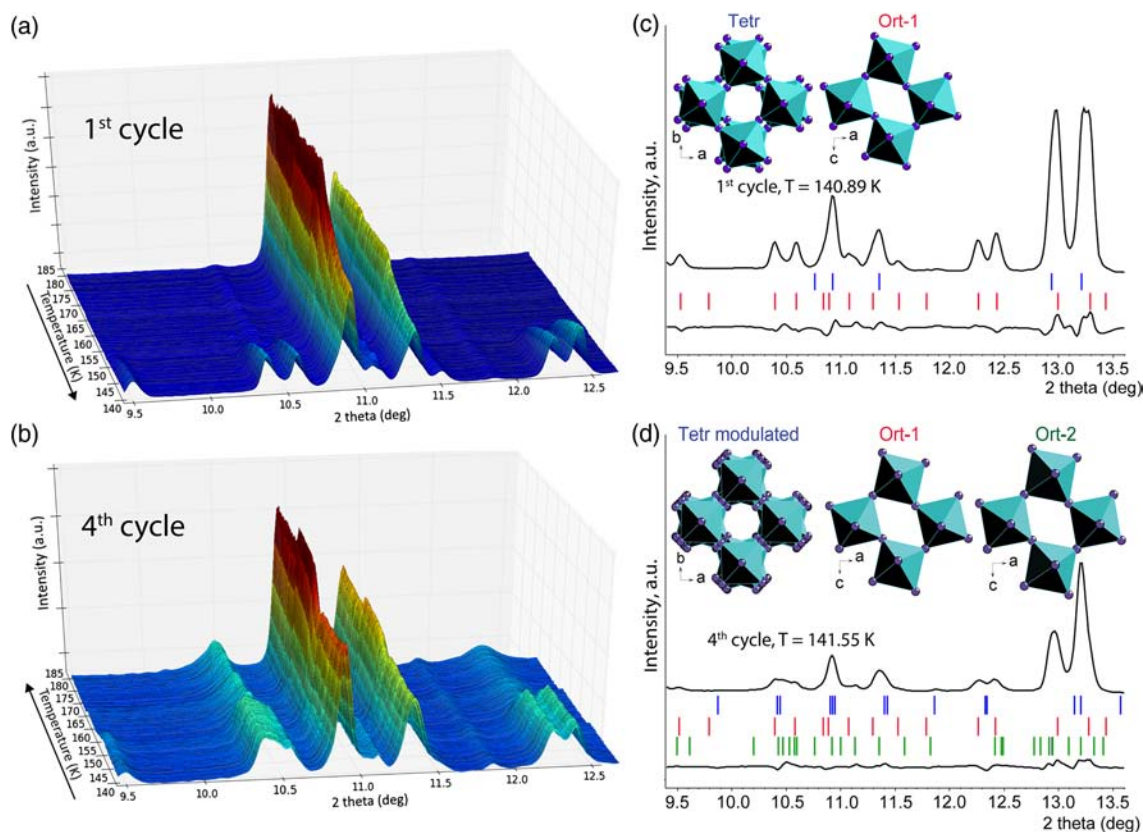 (a)
1st cycle
Intensity (a.u.)
185
180
175
170
165
160
155
150
145
140
Temperature (K)
9.5
10.0
10.5
11.0
11.5
12.0
12.5
2 theta (deg)
(b)
4th cycle
Intensity (a.u.)
185
180
175
170
165
160
155
150
145
Temperature (K)
9.5
10.0
10.5
11.0
11.5
12.0
12.5
2 theta (deg)
(c)
Tetr
Ort-1
b
a
a
c
1st cycle, T = 140.89 K
Intensity, a.u.
9.5 10.0 10.5 11.0 11.5 12.0 12.5 13.0 13.5
2 theta (deg)
(d)
Tetr modulated
Ort-1
Ort-2
b
a
a
c
a
c
4th cycle, T = 141.55 K
Intensity, a.u.
9.5 10.0 10.5 11.0 11.5 12.0 12.5 13.0 13.5
2 theta (deg)